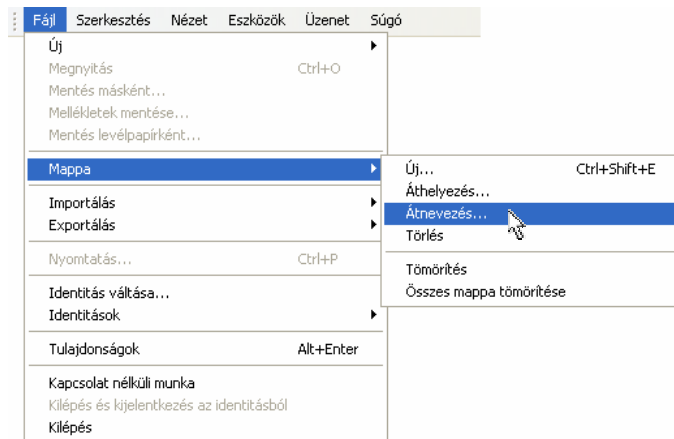 Fájl Szerkesztés Nézet Eszközök Üzenet Súgó
Új
Megnyitás Ctrl+O
Mentés másként...
Mellékletek mentése...
Mentés levélpapírként...
Mappa
Importálás
Exportálás
Nyomtatás... Ctrl+P
Identitás váltása...
Identitások
Tulajdonságok Alt+Enter
Kapcsolat nélküli munka
Kilépés és kijelentkezés az identitásból
Kilépés
Új... Ctrl+Shift+E
Áthelyezés...
Átnevezés...
Törlés
Tömörítés
Összes mappa tömörítése